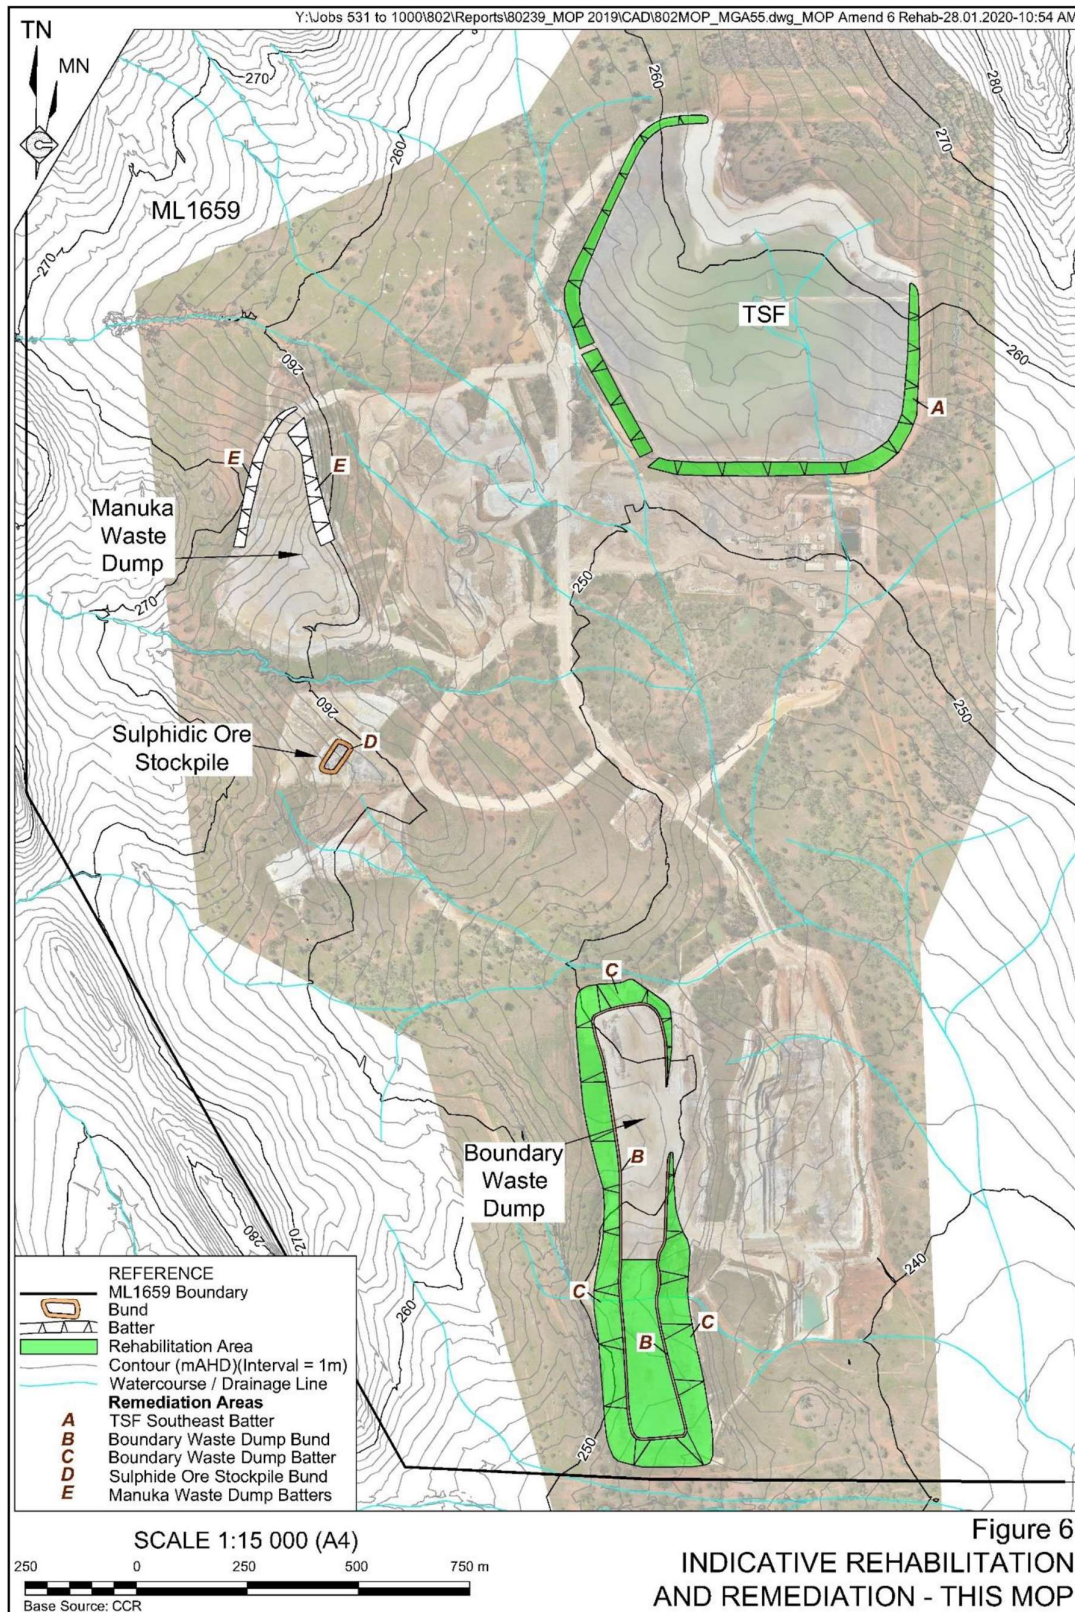 Y:\Jobs 531 to 1000\802\Reports\80239_MOP 2019\CAD\802MOP_MGA55.dwg_MOP Amend 6 Rehab-28.01.2020-10:54 AM
TN
MN
270
260
280
270
260
ML1659
270
TSF
260
260
A
E
E
Manuka
Waste
Dump
250
270
260
250
Sulphidic Ore
Stockpile
D
C
Boundary
Waste
Dump
B
280
270
240
260
C
C
B
250
REFERENCE
ML1659 Boundary
Bund
Batter
Rehabilitation Area
Contour (mAHD)(Interval = 1m)
Watercourse / Drainage Line
Remediation Areas
A TSF Southeast Batter
B Boundary Waste Dump Bund
C Boundary Waste Dump Batter
D Sulphide Ore Stockpile Bund
E Manuka Waste Dump Batters
SCALE 1:15 000 (A4)
250 0 250 500 750 m
Base Source: CCR
Figure 6
INDICATIVE REHABILITATION
AND REMEDIATION - THIS MOP